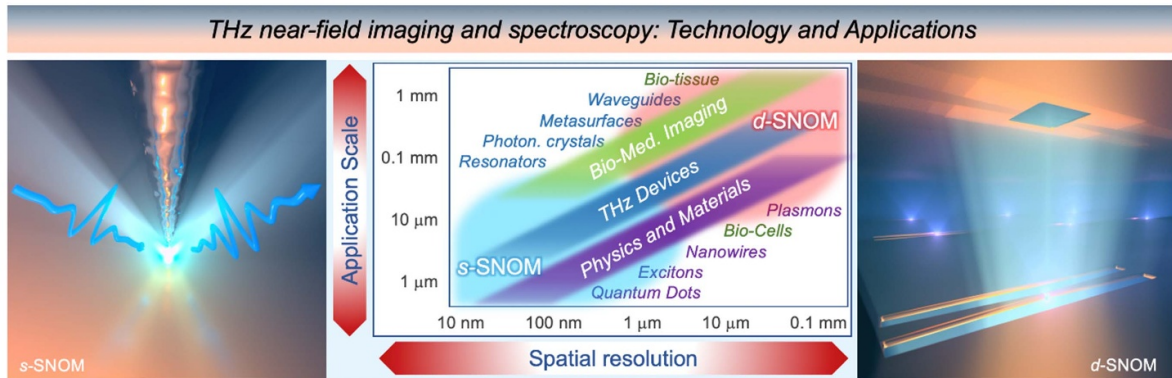 THz near-field imaging and spectroscopy: Technology and Applications
s-SNOM
Application Scale
1 mm
0.1 mm
10 μm
1 μm
Bio-tissue
Waveguides
Metasurfaces
Photon. crystals
Resonators
Bio-Med. Imaging
d-SNOM
THz Devices
Physics and Materials
s-SNOM
Plasmons
Bio-Cells
Nanowires
Excitons
Quantum Dots
10 nm
100 nm
1 μm
10 μm
0.1 mm
Spatial resolution
d-SNOM